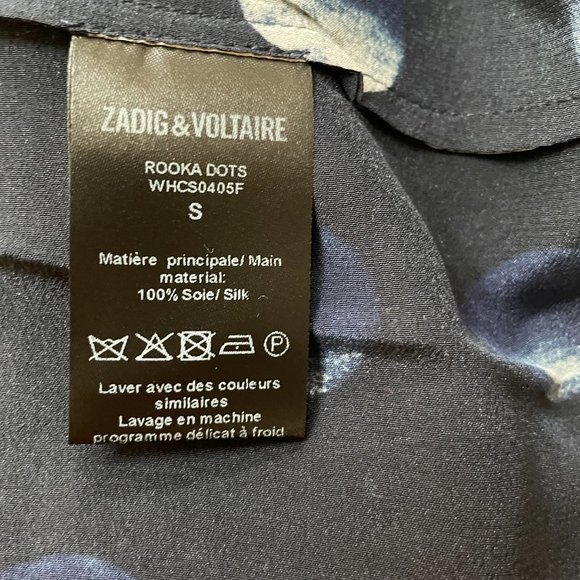 ZADIG&VOLTAIRE
ROOKA DOTS
WHCS0405F
S
Matière principale/ Main
material:
100% Soie/ Silk
P
Laver avec des couleurs
similaires
Lavage en machine
programme délicat à froid